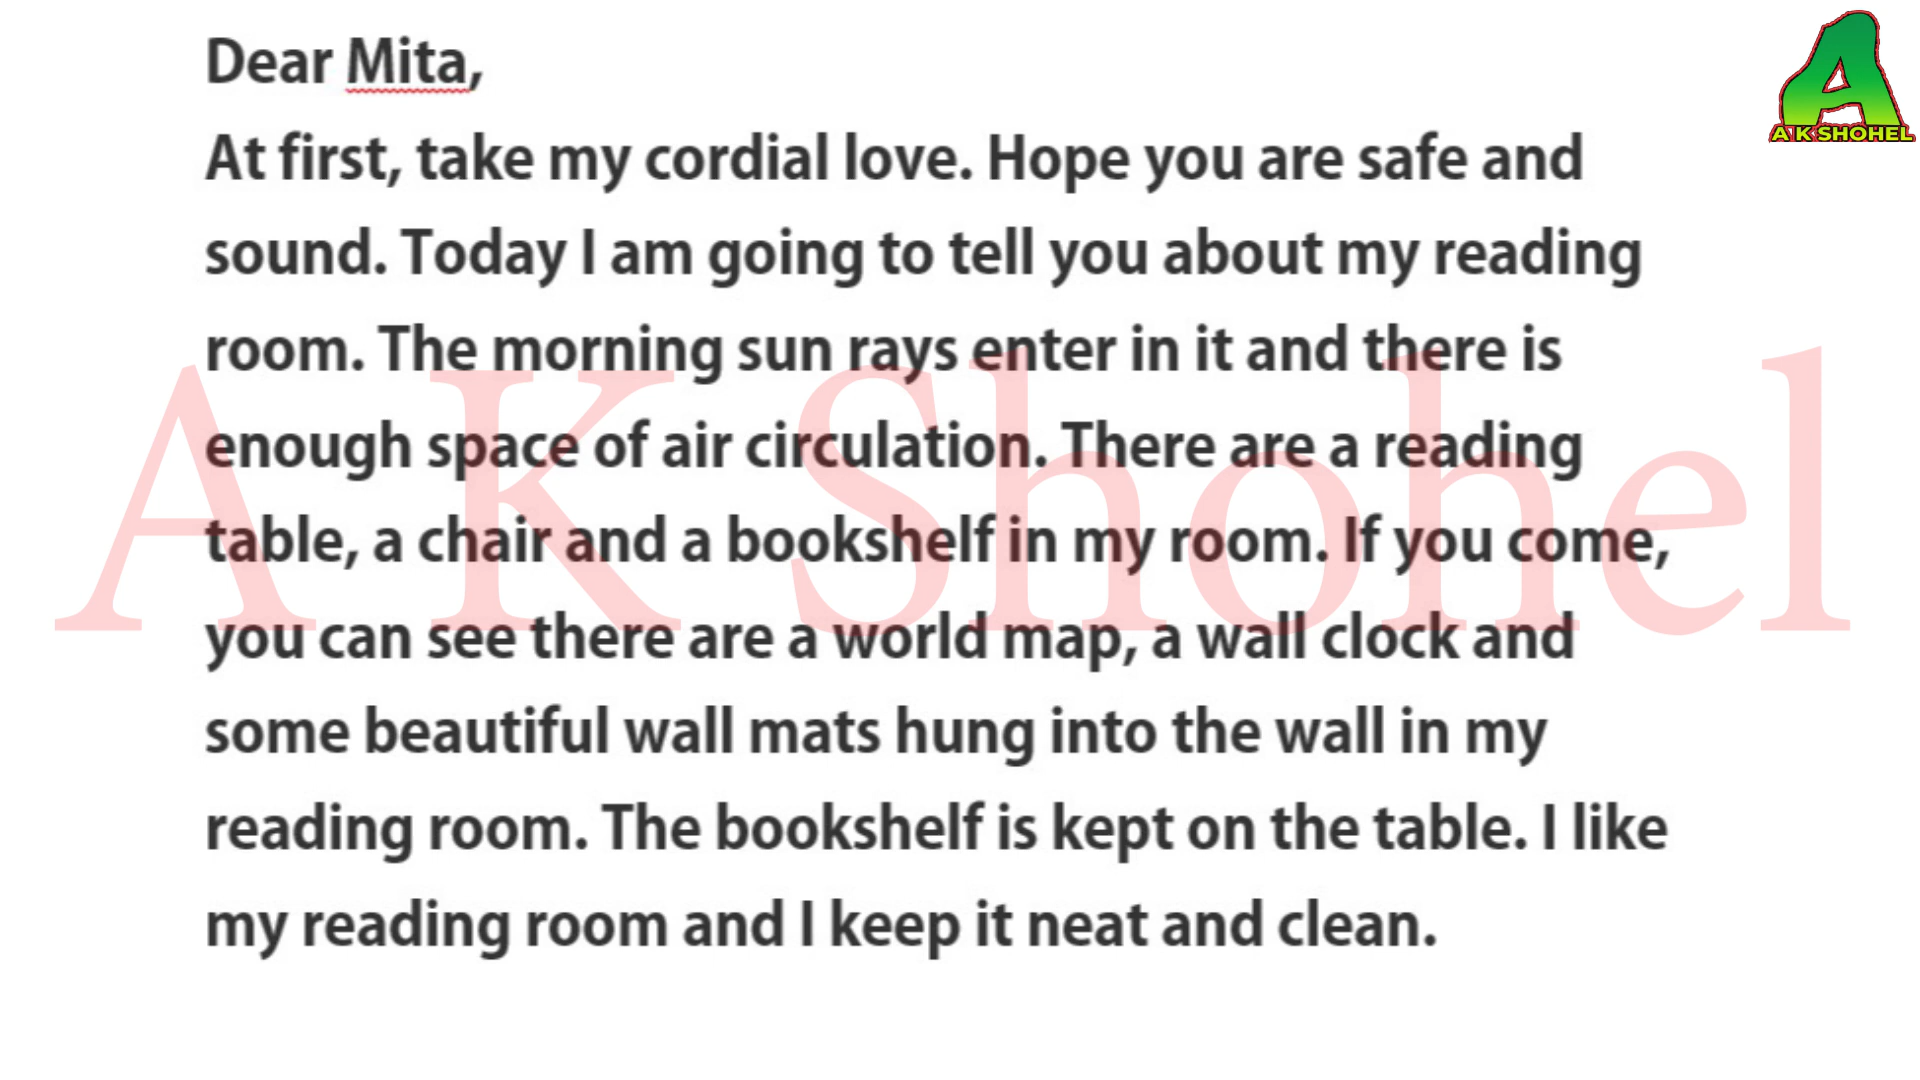 Dear Mita,
At first, take my cordial love. Hope you are safe and
sound. Today I am going to tell you about my reading
room. The morning sun rays enter in it and there is
enough space of air circulation. There are a reading
table, a chair and a bookshelf in my room. If you come,
you can see there are a world map, a wall clock and
some beautiful wall mats hung into the wall in my
reading room. The bookshelf is kept on the table. I like
my reading room and I keep it neat and clean.
A K Shohel
A
A K SHOHEL